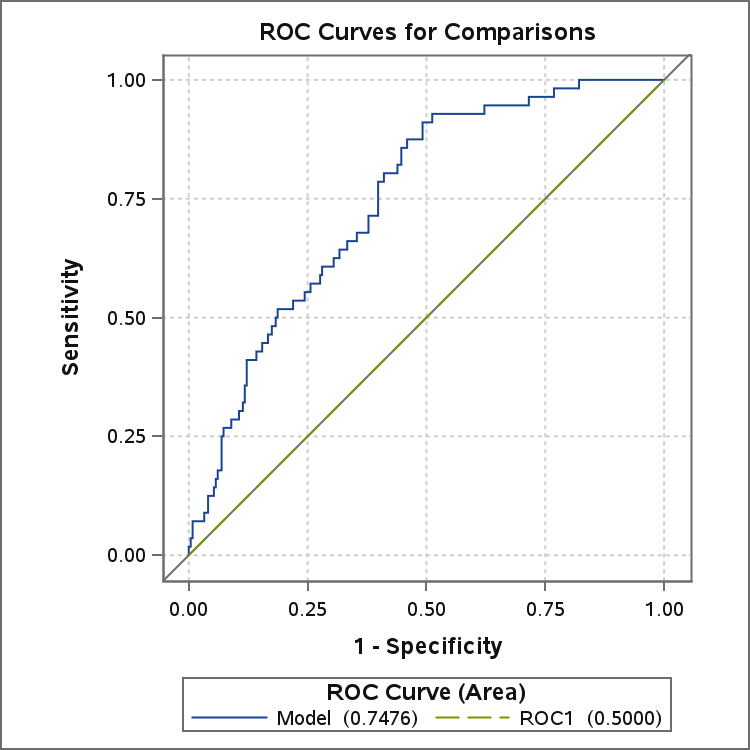 ROC Curves for Comparisons
1.00
0.75
0.50
0.25
0.00
Sensitivity
0.00 0.25 0.50 0.75 1.00
1 - Specificity
ROC Curve (Area)
Model (0.7476) ROC1 (0.5000)